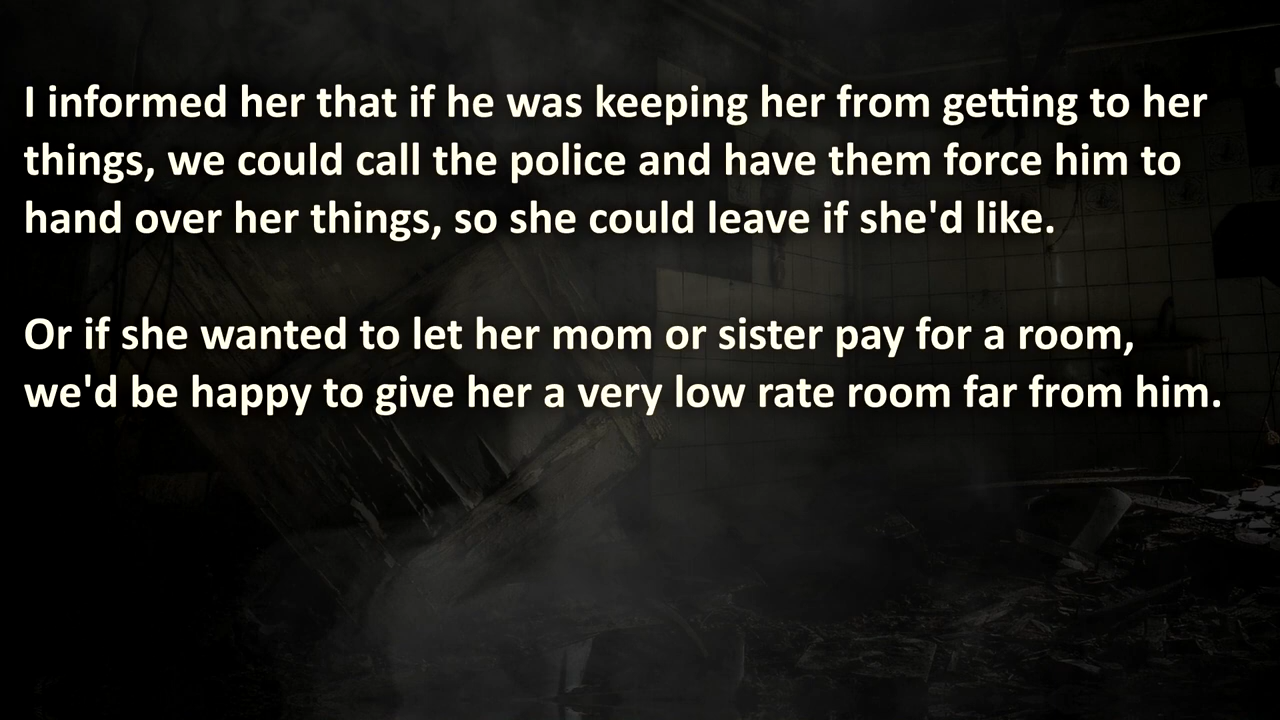 I informed her that if he was keeping her from getting to her
things, we could call the police and have them force him to
hand over her things, so she could leave if she'd like.
Or if she wanted to let her mom or sister pay for a room,
we'd be happy to give her a very low rate room far from him.